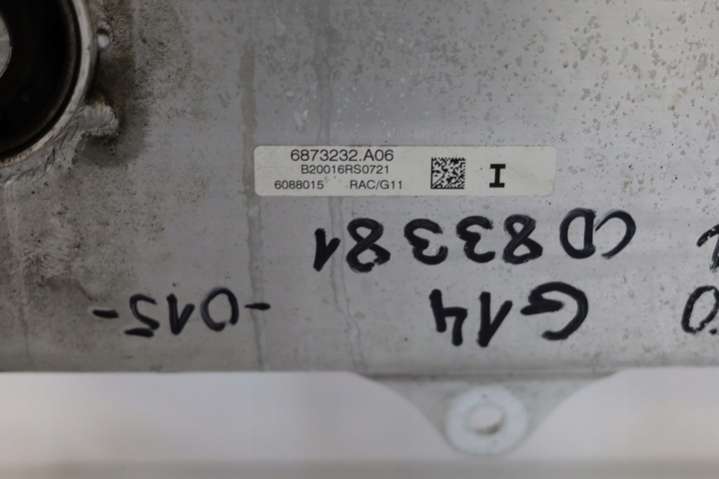 6873232.A06
B20016RS0721
6088015 RAC/G11
I
CD83381
G14 -015-